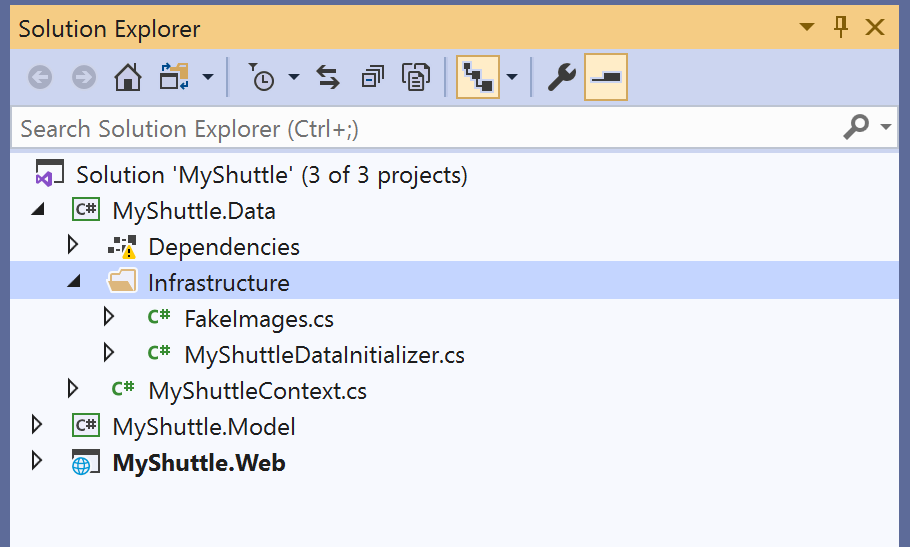 Solution Explorer
Search Solution Explorer (Ctrl+;)
Solution 'MyShuttle' (3 of 3 projects)
C# MyShuttle.Data
Dependencies
Infrastructure
C# FakeImages.cs
C# MyShuttleDataInitializer.cs
C# MyShuttleContext.cs
C# MyShuttle.Model
MyShuttle.Web